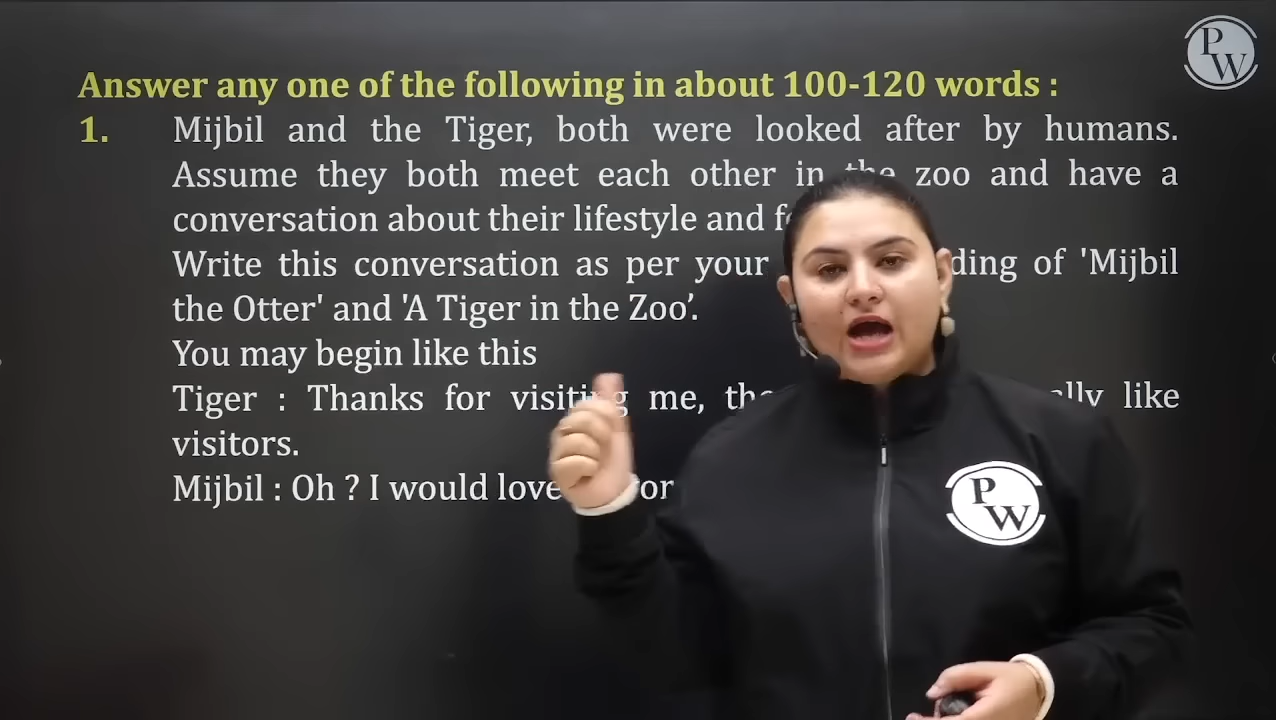 PW
Answer any one of the following in about 100-120 words :
1. Mijbil and the Tiger, both were looked after by humans.
Assume they both meet each other in the zoo and have a
conversation about their lifestyle and
Write this conversation as per your of 'Mijbil
the Otter' and 'A Tiger in the Zoo'.
You may begin like this
Tiger : Thanks for visiting me, like
visitors.
Mijbil : Oh ? I would love
PW